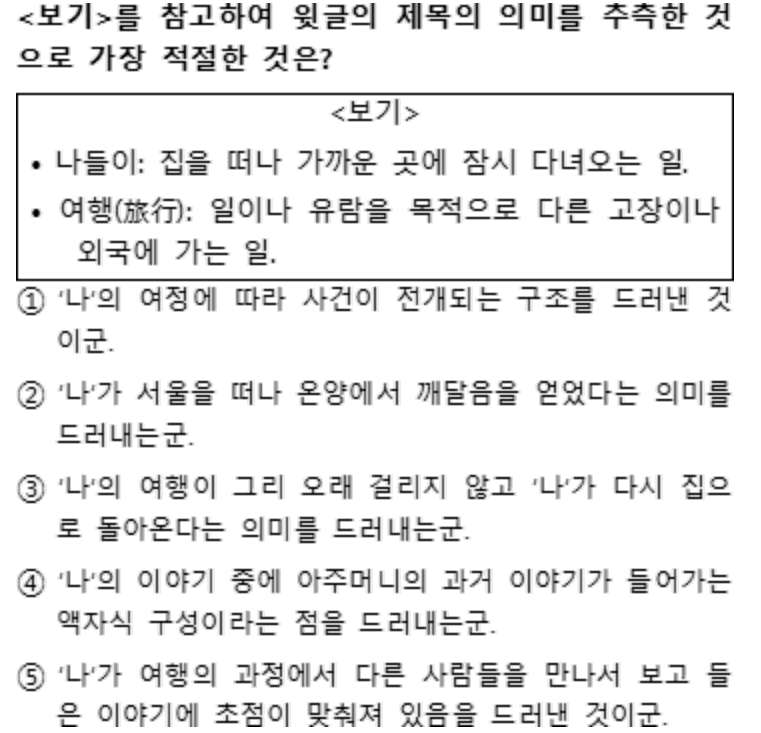 <보기>를 참고하여 윗글의 제목의 의미를 추측한 것
으로 가장 적절한 것은?
<보기>
• 나들이: 집을 떠나 가까운 곳에 잠시 다녀오는 일.
• 여행(旅行): 일이나 유람을 목적으로 다른 고장이나
외국에 가는 일.
① '나'의 여정에 따라 사건이 전개되는 구조를 드러낸 것
이군.
② '나'가 서울을 떠나 온양에서 깨달음을 얻었다는 의미를
드러내는군.
③ '나'의 여행이 그리 오래 걸리지 않고 '나'가 다시 집으
로 돌아온다는 의미를 드러내는군.
④ '나'의 이야기 중에 아주머니의 과거 이야기가 들어가는
액자식 구성이라는 점을 드러내는군.
⑤ '나'가 여행의 과정에서 다른 사람들을 만나서 보고 들
은 이야기에 초점이 맞춰져 있음을 드러낸 것이군.